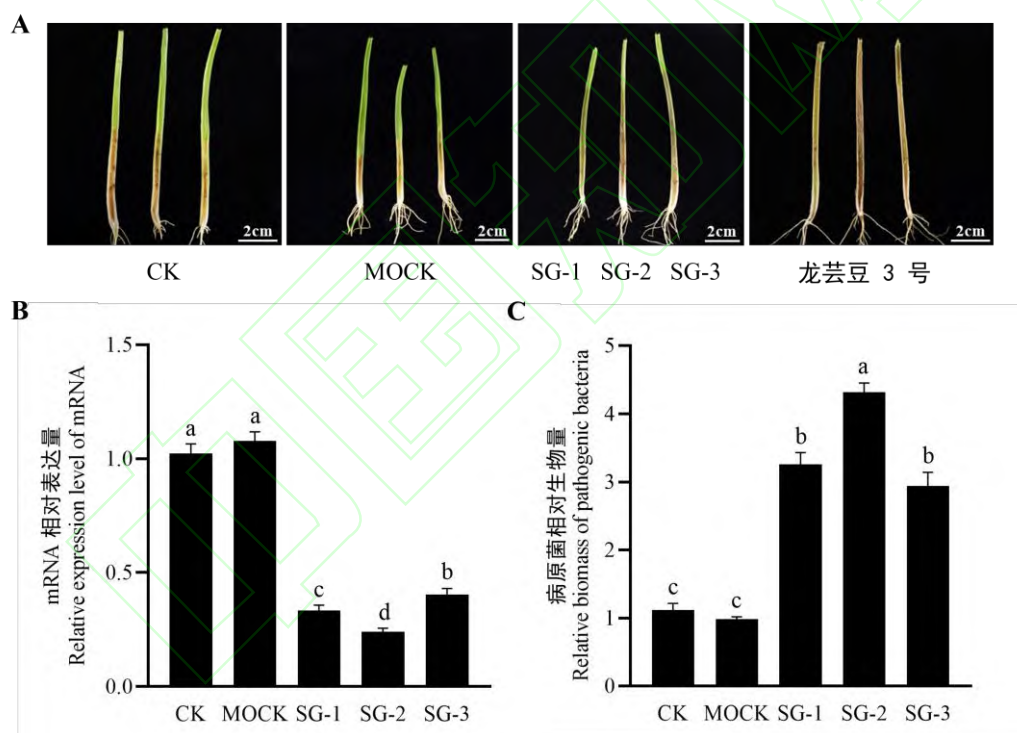 A
2cm 2cm 2cm 2cm
CK MOCK SG-1 SG-2 SG-3 龙芸豆 3 号
B
mRNA 相对表达量
Relative expression level of mRNA
1.5
1.0
0.5
0.0
a
a
c
d
b
CK MOCK SG-1 SG-2 SG-3
C
病原菌相对生物量
Relative biomass of pathogenic bacteria
5
4
3
2
1
0
c
c
b
a
b
CK MOCK SG-1 SG-2 SG-3